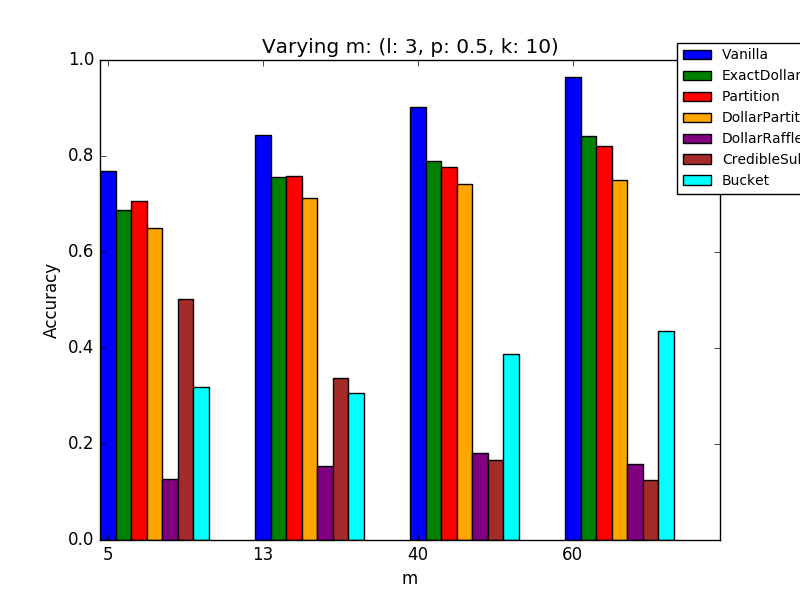 Varying m: (l: 3, p: 0.5, k: 10)
Vanilla
ExactDollar
Partition
DollarPartit
DollarRaffle
CredibleSu
Bucket
1.0
0.8
0.6
0.4
0.2
0.0
Accuracy
5 13 40 60
m